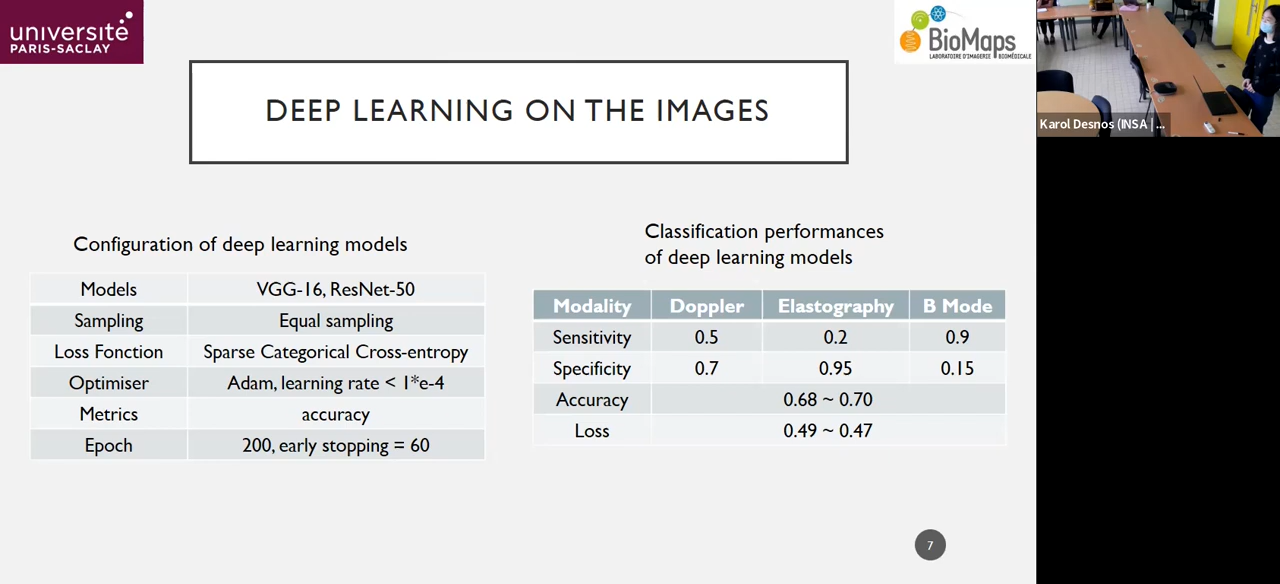 université
PARIS-SACLAY
BioMaps
LABORATOIRE D'IMAGERIE BIOMÉDICALE
Karol Desnos (INSA | ...
DEEP LEARNING ON THE IMAGES
Configuration of deep learning models
Models VGG-16, ResNet-50
Sampling Equal sampling
Loss Fonction Sparse Categorical Cross-entropy
Optimiser Adam, learning rate < 1*e-4
Metrics accuracy
Epoch 200, early stopping = 60
Classification performances
of deep learning models
Modality Doppler Elastography B Mode
Sensitivity 0.5 0.2 0.9
Specificity 0.7 0.95 0.15
Accuracy 0.68 ~ 0.70
Loss 0.49 ~ 0.47
7